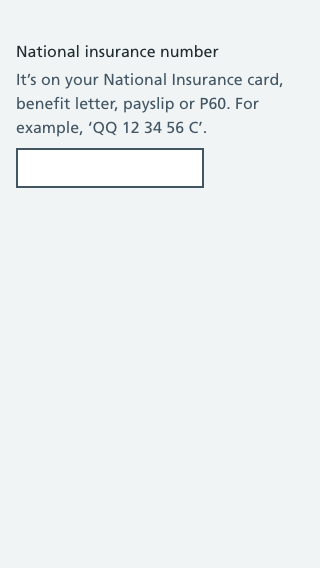 National insurance number
It’s on your National Insurance card,
benefit letter, payslip or P60. For
example, ‘QQ 12 34 56 C’.